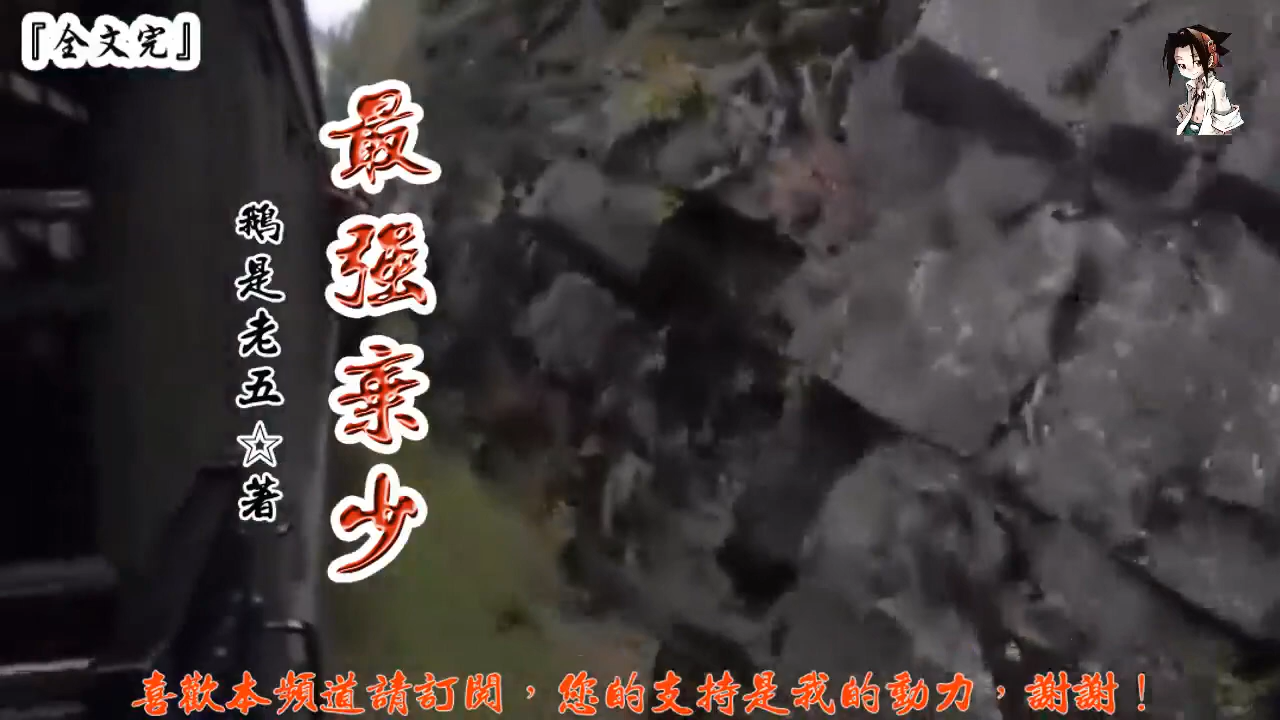 『全文完』
最強棄少
鵝是老五☆著
喜歡本頻道請訂閱，您的支持是我的動力，謝謝！